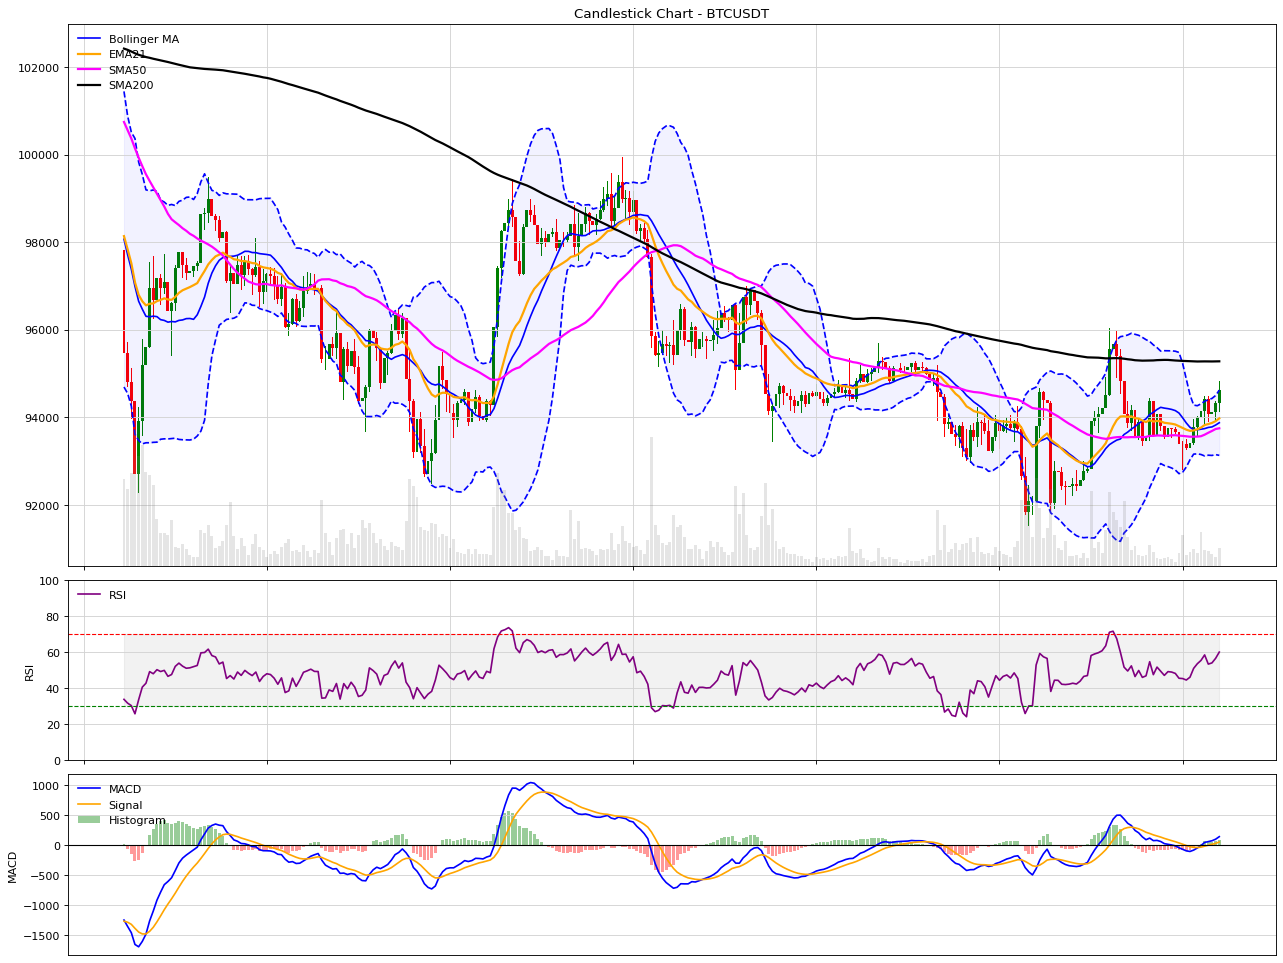 Candlestick Chart - BTCUSDT
Bollinger MA
EMA21
SMA50
SMA200
102000
100000
98000
96000
94000
92000
RSI
100
80
60
40
20
0
RSI
MACD
Signal
Histogram
1000
500
0
−500
−1000
−1500
MACD